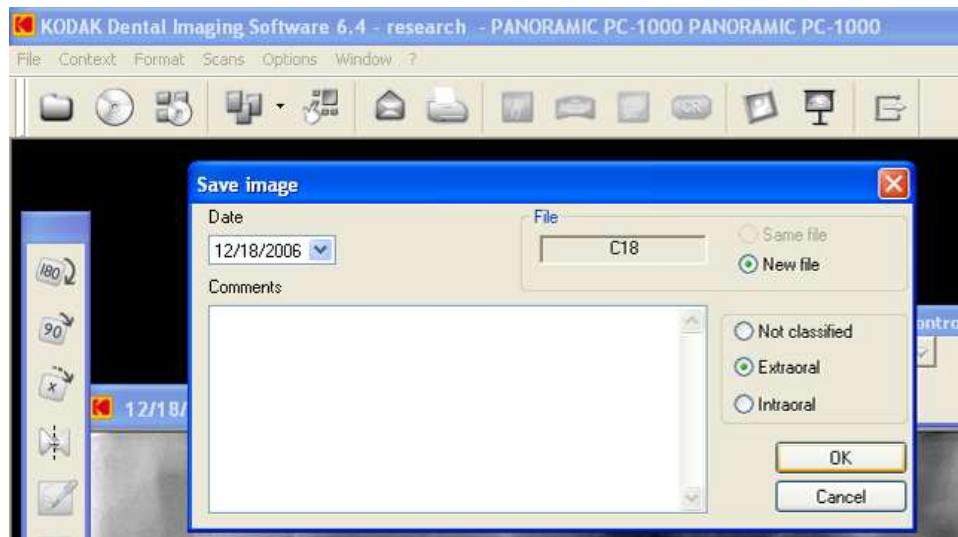 KODAK Dental Imaging Software 6.4 - research - PANORAMIC PC-1000 PANORAMIC PC-1000
File Context Format Scans Options Window ?
CR
Save image
Date
File
12/18/2006
C18
Same file
New file
Comments
180
90
x
Not classified
Extraoral
Intraoral
12/18/
OK
Cancel